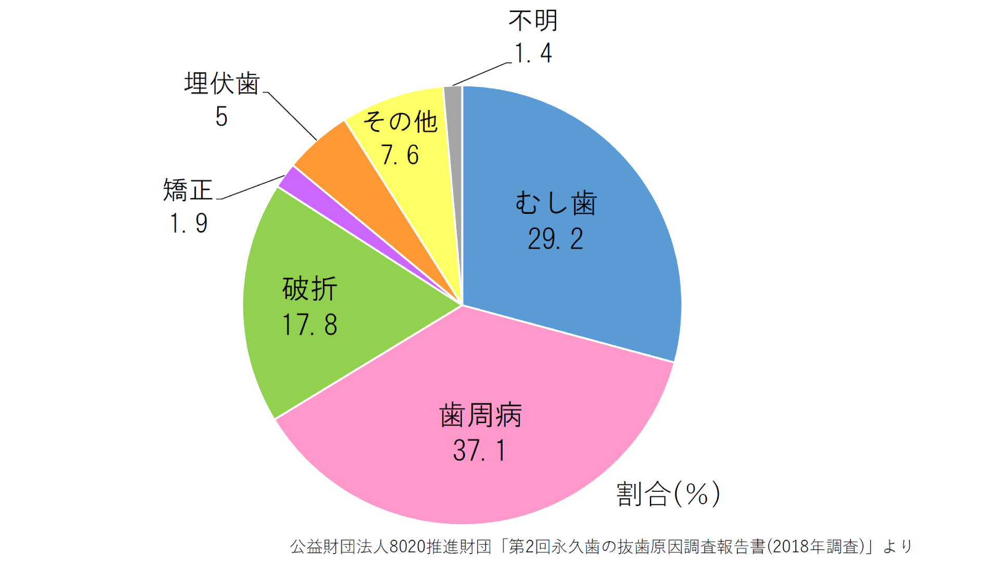 不明
1.4
埋伏歯
5
その他
7.6
矯正
1.9
むし歯
29.2
破折
17.8
歯周病
37.1
割合(%)
公益財団法人8020推進財団「第2回永久歯の抜歯原因調査報告書(2018年調査)」より